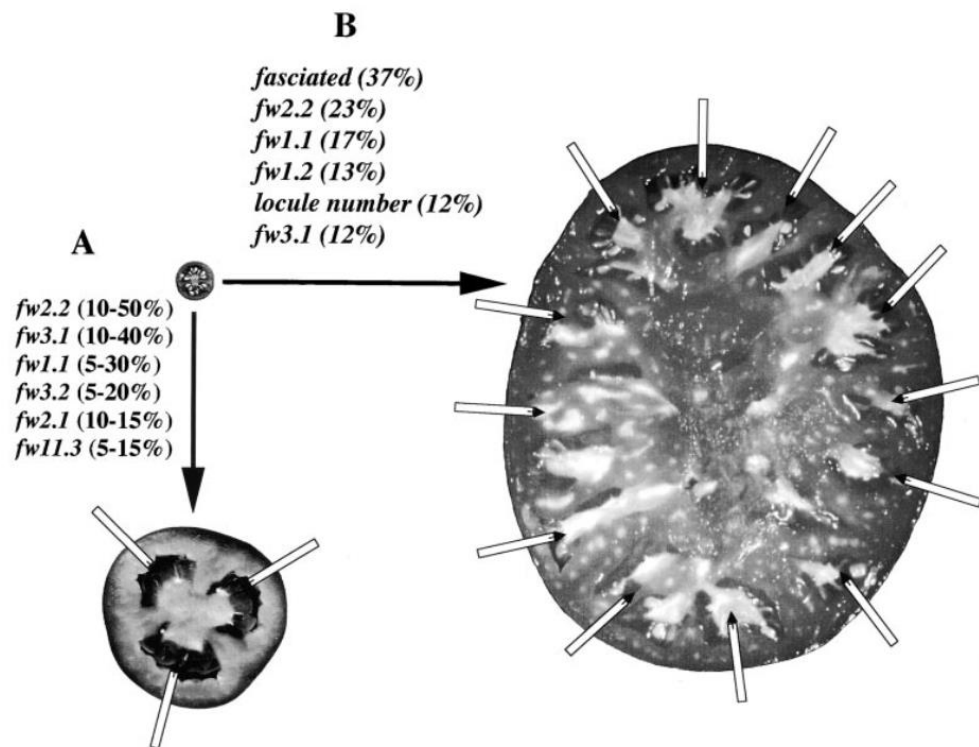 B
fasciated (37%)
fw2.2 (23%)
fw1.1 (17%)
fw1.2 (13%)
locule number (12%)
fw3.1 (12%)
A
fw2.2 (10-50%)
fw3.1 (10-40%)
fw1.1 (5-30%)
fw3.2 (5-20%)
fw2.1 (10-15%)
fw11.3 (5-15%)